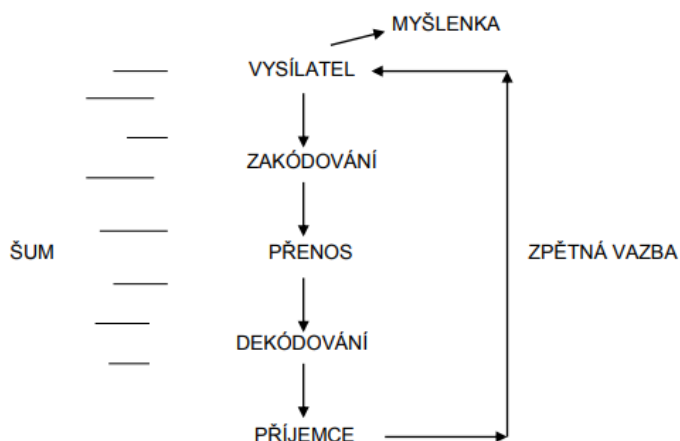 MYŠLENKA
VYSÍLATEL
ZAKÓDOVÁNÍ
ŠUM
PŘENOS
ZPĚTNÁ VAZBA
DEKÓDOVÁNÍ
PŘÍJEMCE